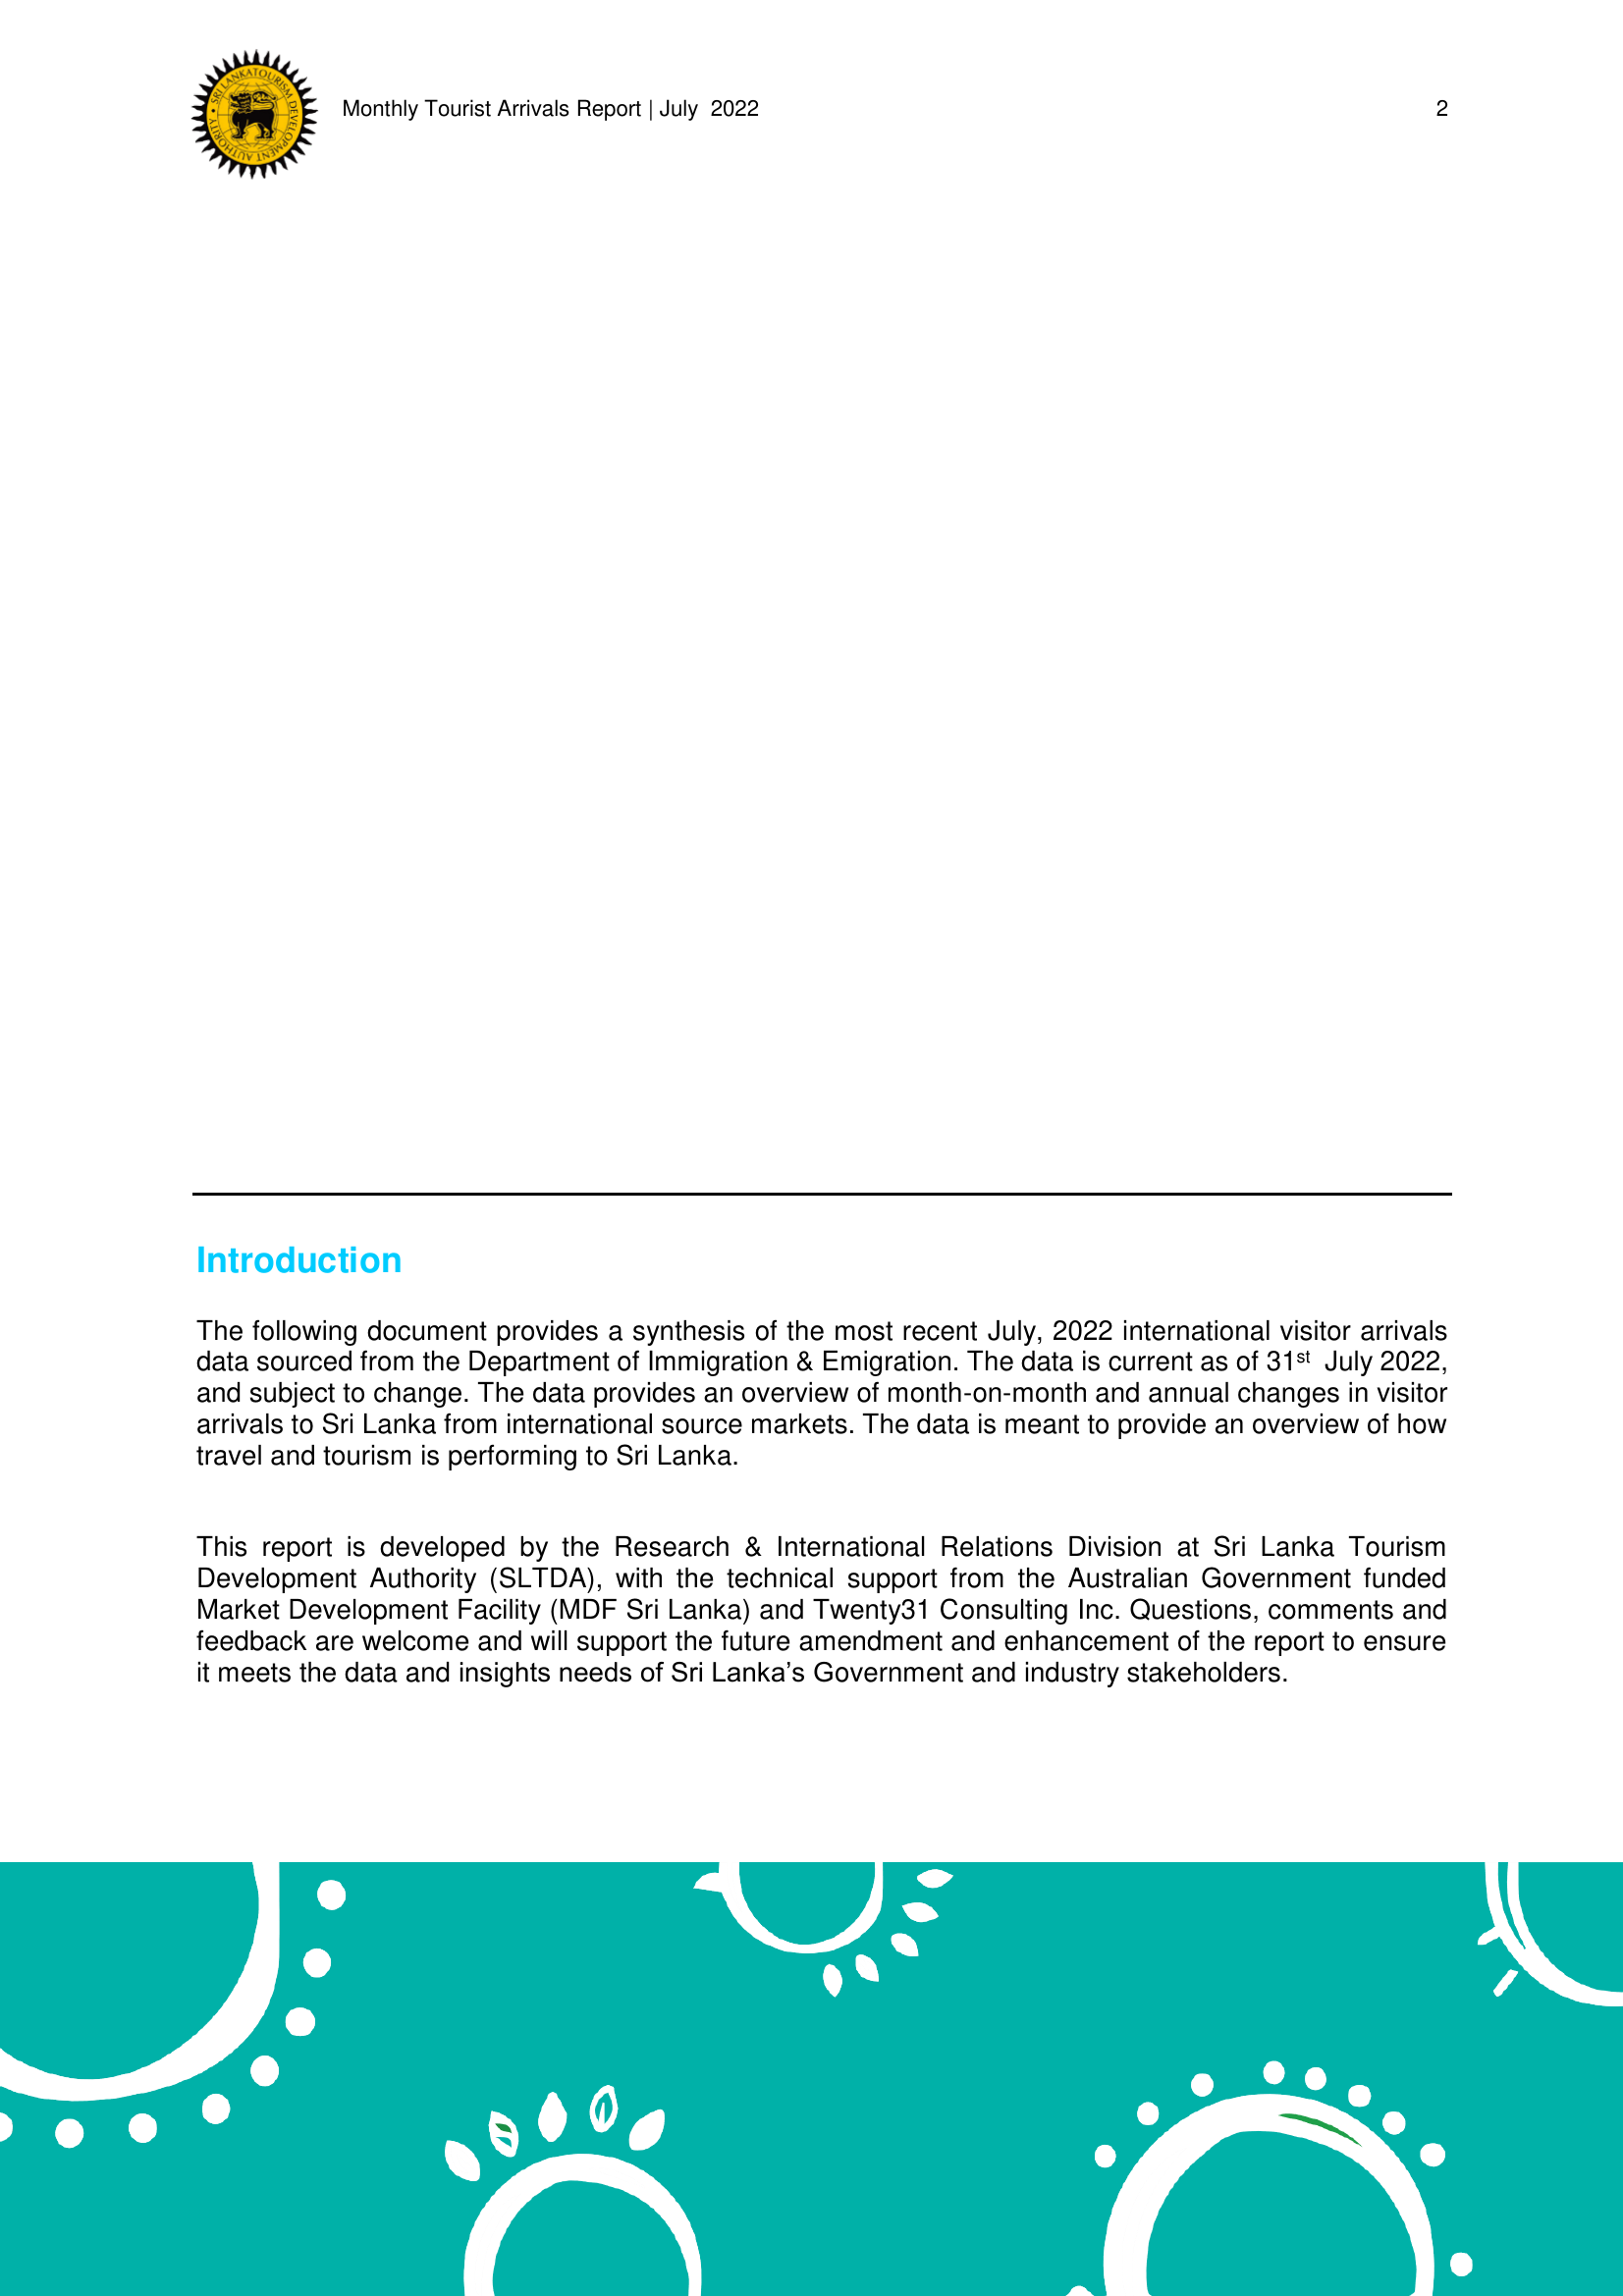 SRI LANKA TOURISM DEVELOPMENT AUTHORITY
Monthly Tourist Arrivals Report | July 2022
2
Introduction
The following document provides a synthesis of the most recent July, 2022 international visitor arrivals
data sourced from the Department of Immigration & Emigration. The data is current as of 31st July 2022,
and subject to change. The data provides an overview of month-on-month and annual changes in visitor
arrivals to Sri Lanka from international source markets. The data is meant to provide an overview of how
travel and tourism is performing to Sri Lanka.
This report is developed by the Research & International Relations Division at Sri Lanka Tourism
Development Authority (SLTDA), with the technical support from the Australian Government funded
Market Development Facility (MDF Sri Lanka) and Twenty31 Consulting Inc. Questions, comments and
feedback are welcome and will support the future amendment and enhancement of the report to ensure
it meets the data and insights needs of Sri Lanka’s Government and industry stakeholders.